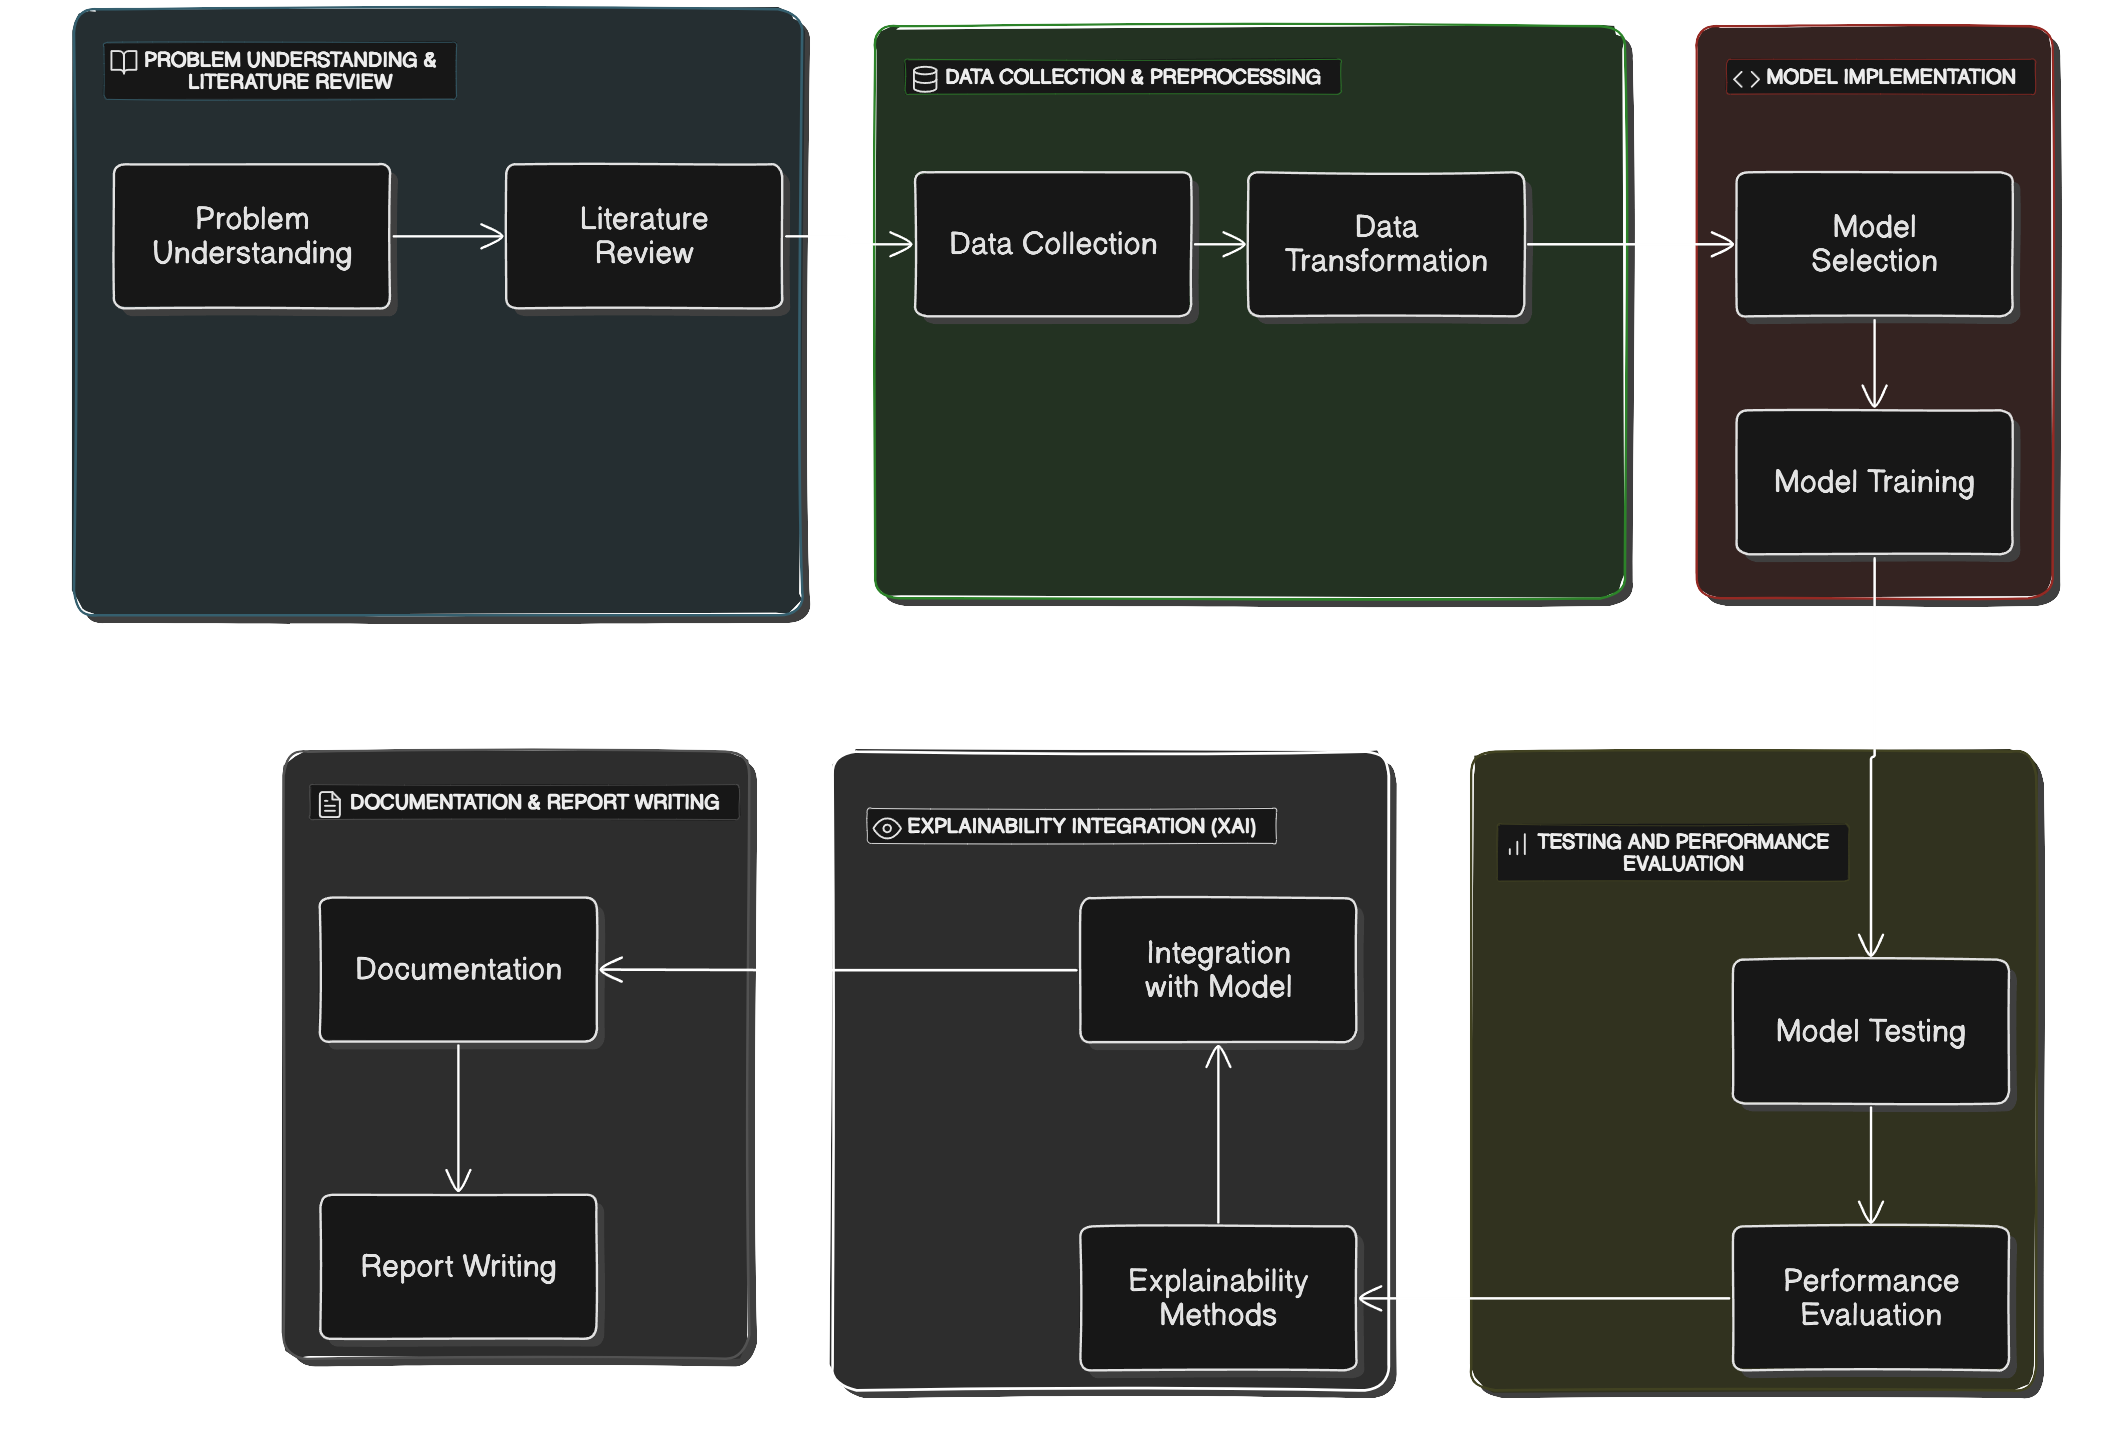 PROBLEM UNDERSTANDING &
LITERATURE REVIEW
Problem
Understanding
Literature
Review
DATA COLLECTION & PREPROCESSING
Data Collection
Data
Transformation
MODEL IMPLEMENTATION
Model
Selection
Model Training
TESTING AND PERFORMANCE
EVALUATION
Model Testing
Performance
Evaluation
EXPLAINABILITY INTEGRATION (XAI)
Explainability
Methods
Integration
with Model
DOCUMENTATION & REPORT WRITING
Documentation
Report Writing